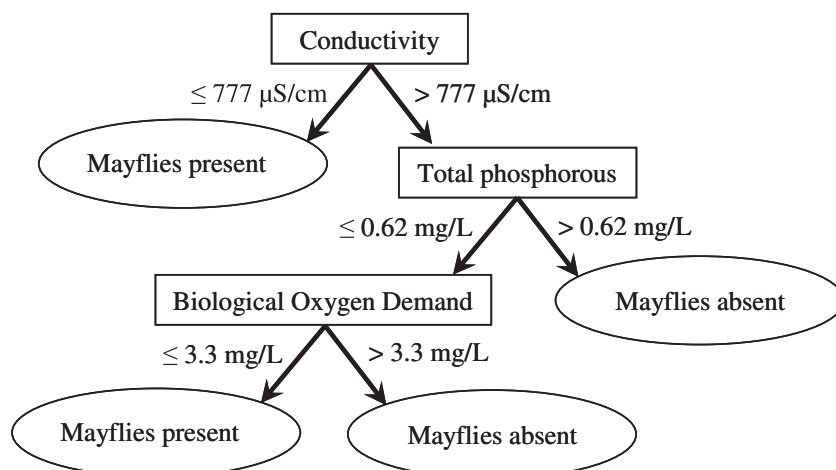 Conductivity
≤ 777 µS/cm
> 777 µS/cm
Mayflies present
Total phosphorous
≤ 0.62 mg/L
> 0.62 mg/L
Biological Oxygen Demand
Mayflies absent
≤ 3.3 mg/L
> 3.3 mg/L
Mayflies present
Mayflies absent